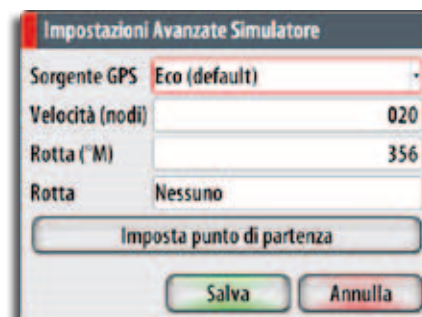 Impostazioni Avanzate Simulatore
Sorgente GPS Eco (default)
Velocità (nodi) 020
Rotta (°M) 356
Rotta Nessuno
Imposta punto di partenza
Salva Annulla